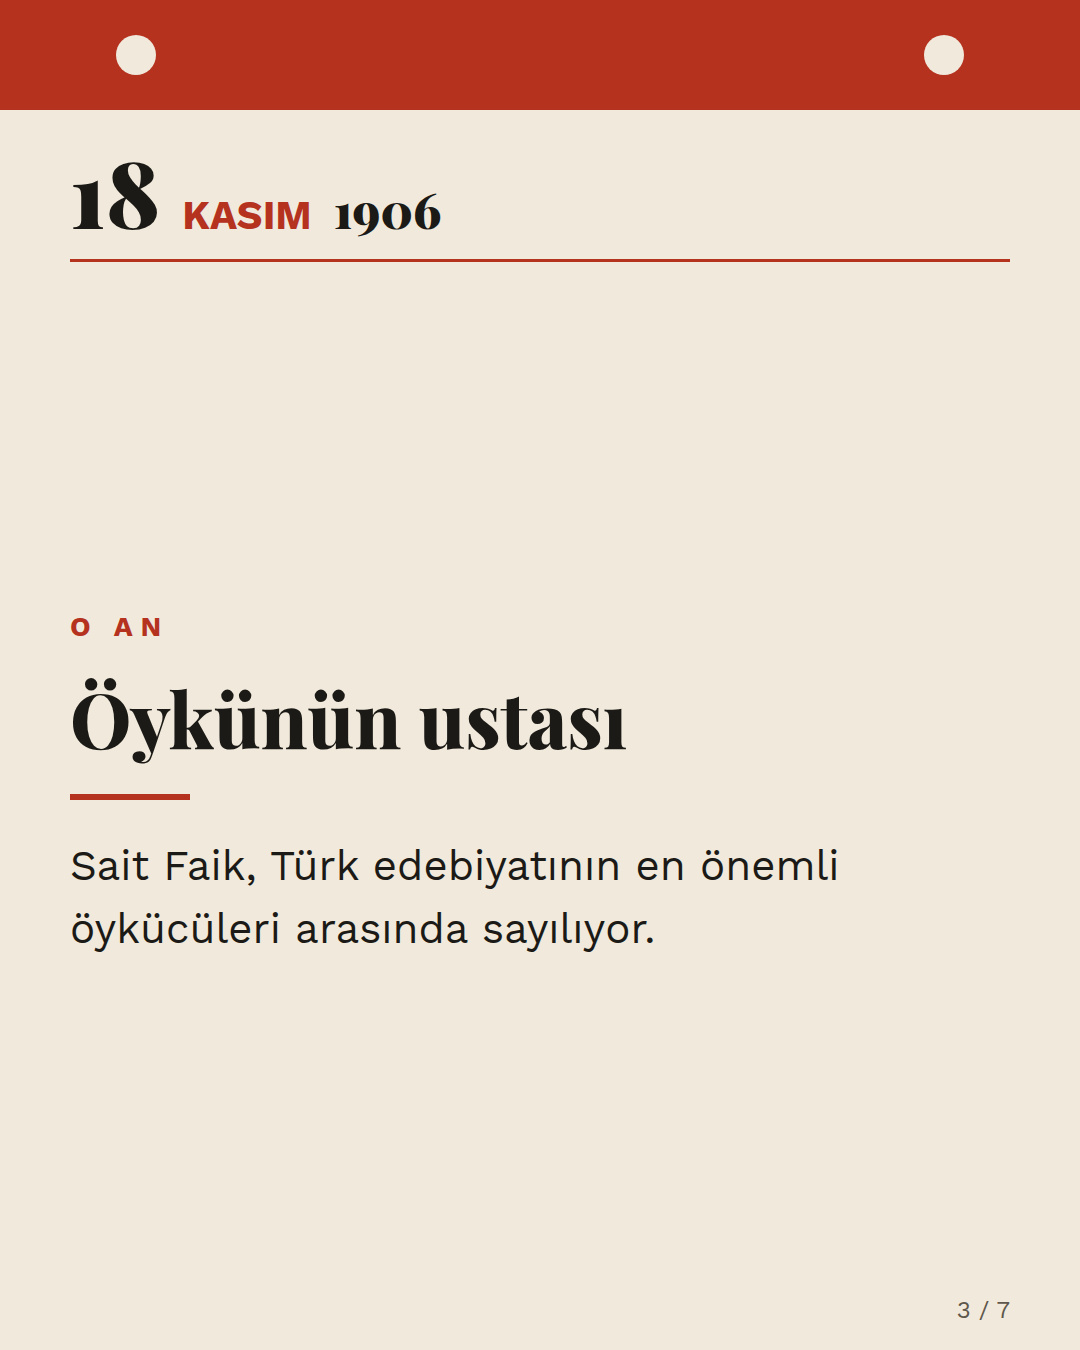 18 KASIM 1906
O AN
Öykünün ustası
Sait Faik, Türk edebiyatının en önemli
öykücüleri arasında sayılıyor.
3 / 7